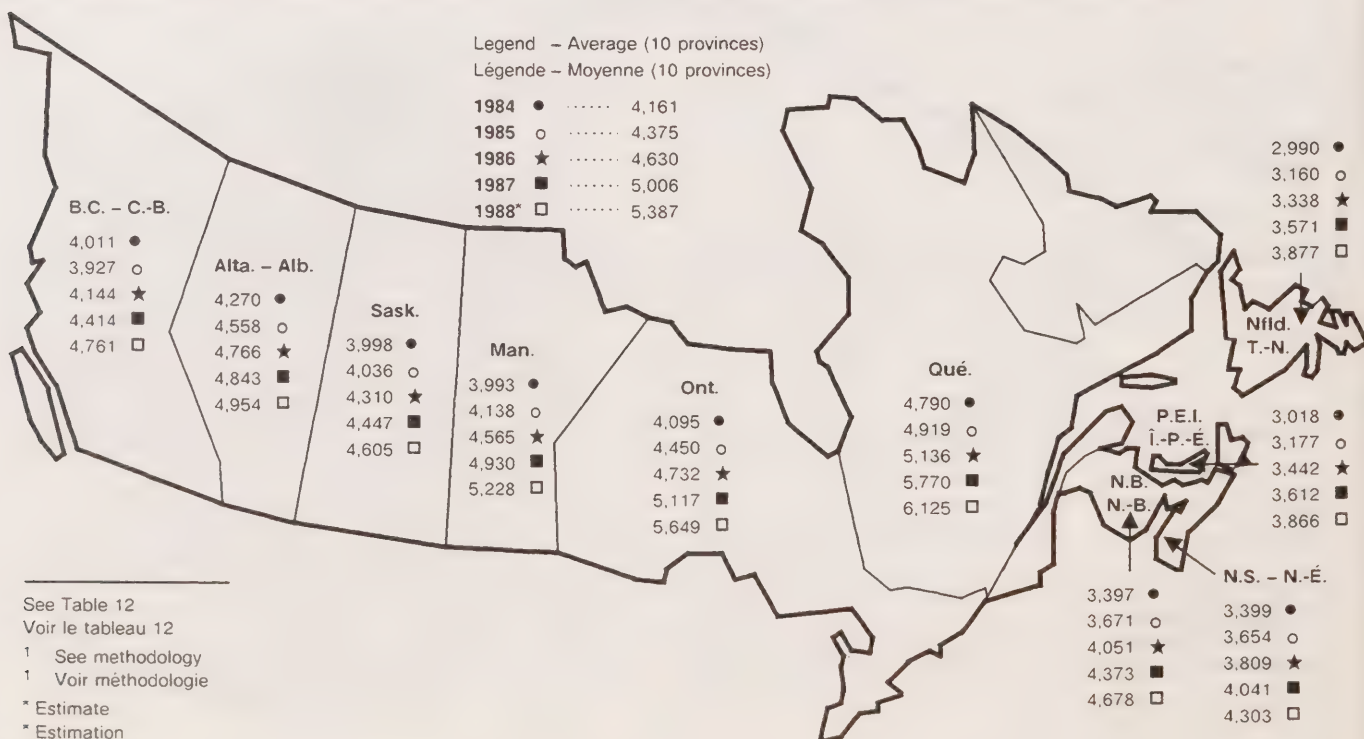 Legend – Average (10 provinces)
Légende – Moyenne (10 provinces)
1984 ● ...... 4,161
1985 ○ ...... 4,375
1986 ★ ...... 4,630
1987 ■ ...... 5,006
1988* □ ...... 5,387
B.C. – C.-B.
4,011 ●
3,927 ○
4,144 ★
4,414 ■
4,761 □
Alta. – Alb.
4,270 ●
4,558 ○
4,766 ★
4,843 ■
4,954 □
Sask.
3,998 ●
4,036 ○
4,310 ★
4,447 ■
4,605 □
Man.
3,993 ●
4,138 ○
4,565 ★
4,930 ■
5,228 □
Ont.
4,095 ●
4,450 ○
4,732 ★
5,117 ■
5,649 □
Qué.
4,790 ●
4,919 ○
5,136 ★
5,770 ■
6,125 □
2,990 ●
3,160 ○
3,338 ★
3,571 ■
3,877 □
Nfld.
T.-N.
P.E.I.
Î.-P.-É.
3,018 ●
3,177 ○
3,442 ★
3,612 ■
3,866 □
N.B.
N.-B.
3,397 ●
3,671 ○
4,051 ★
4,373 ■
4,678 □
N.S. – N.-É.
3,399 ●
3,654 ○
3,809 ★
4,041 ■
4,303 □
See Table 12
Voir le tableau 12
1 See methodology
1 Voir méthodologie
* Estimate
* Estimation